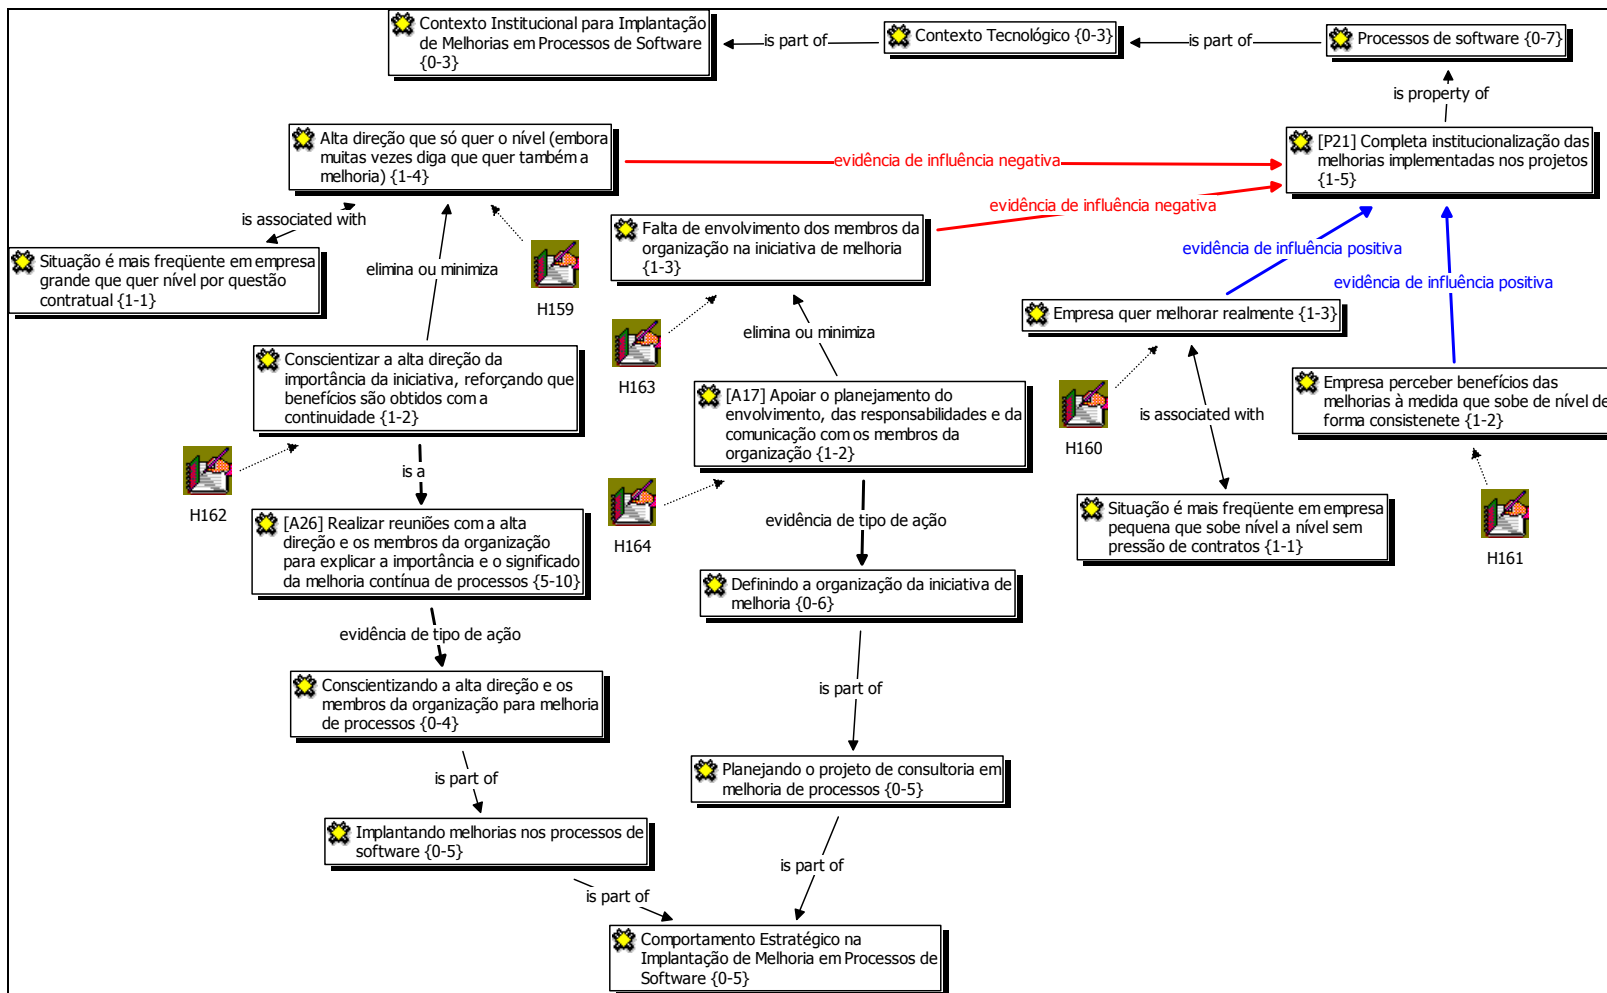 Contexto Institucional para Implantação
de Melhorias em Processos de Software
{0-3}
is part of
Contexto Tecnológico {0-3}
is part of
Processos de software {0-7}
is property of
Alta direção que só quer o nível (embora
muitas vezes diga que quer também a
melhoria) {1-4}
evidência de influência negativa
[P21] Completa institucionalização das
melhorias implementadas nos projetos
{1-5}
evidência de influência negativa
is associated with
Situação é mais freqüente em empresa
grande que quer nível por questão
contratual {1-1}
elimina ou minimiza
H159
Falta de envolvimento dos membros da
organização na iniciativa de melhoria
{1-3}
evidência de influência positiva
evidência de influência positiva
Empresa quer melhorar realmente {1-3}
Conscientizar a alta direção da
importância da iniciativa, reforçando que
benefícios são obtidos com a
continuidade {1-2}
H163
elimina ou minimiza
[A17] Apoiar o planejamento do
envolvimento, das responsabilidades e da
comunicação com os membros da
organização {1-2}
H160
is associated with
Empresa perceber benefícios das
melhorias à medida que sobe de nível de
forma consistenete {1-2}
H162
is a
H164
H161
[A26] Realizar reuniões com a alta
direção e os membros da organização
para explicar a importância e o significado
da melhoria contínua de processos {5-10}
evidência de tipo de ação
Situação é mais freqüente em empresa
pequena que sobe nível a nível sem
pressão de contratos {1-1}
Definindo a organização da iniciativa de
melhoria {0-6}
evidência de tipo de ação
Conscientizando a alta direção e os
membros da organização para melhoria
de processos {0-4}
is part of
is part of
Planejando o projeto de consultoria em
melhoria de processos {0-5}
Implantando melhorias nos processos de
software {0-5}
is part of
is part of
Comportamento Estratégico na
Implantação de Melhoria em Processos de
Software {0-5}